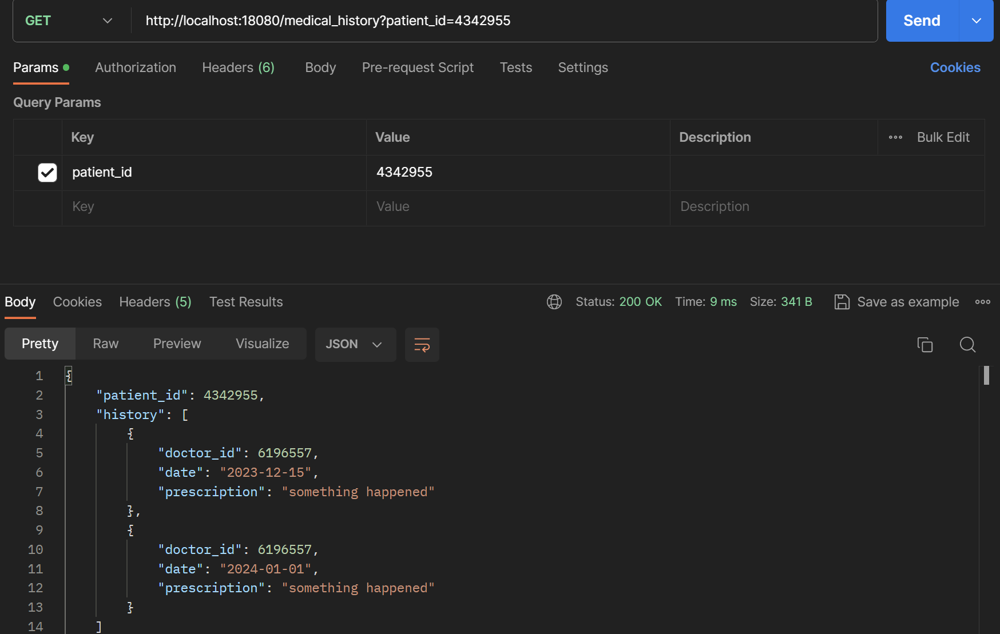 GET http://localhost:18080/medical_history?patient_id=4342955 Send
Params Authorization Headers (6) Body Pre-request Script Tests Settings Cookies
Query Params
Key Value Description Bulk Edit
patient_id 4342955
Key Value Description
Body Cookies Headers (5) Test Results Status: 200 OK Time: 9 ms Size: 341 B Save as example
Pretty Raw Preview Visualize JSON
1 {
2 "patient_id": 4342955,
3 "history": [
4 {
5 "doctor_id": 6196557,
6 "date": "2023-12-15",
7 "prescription": "something happened"
8 },
9 {
10 "doctor_id": 6196557,
11 "date": "2024-01-01",
12 "prescription": "something happened"
13 }
14 ]